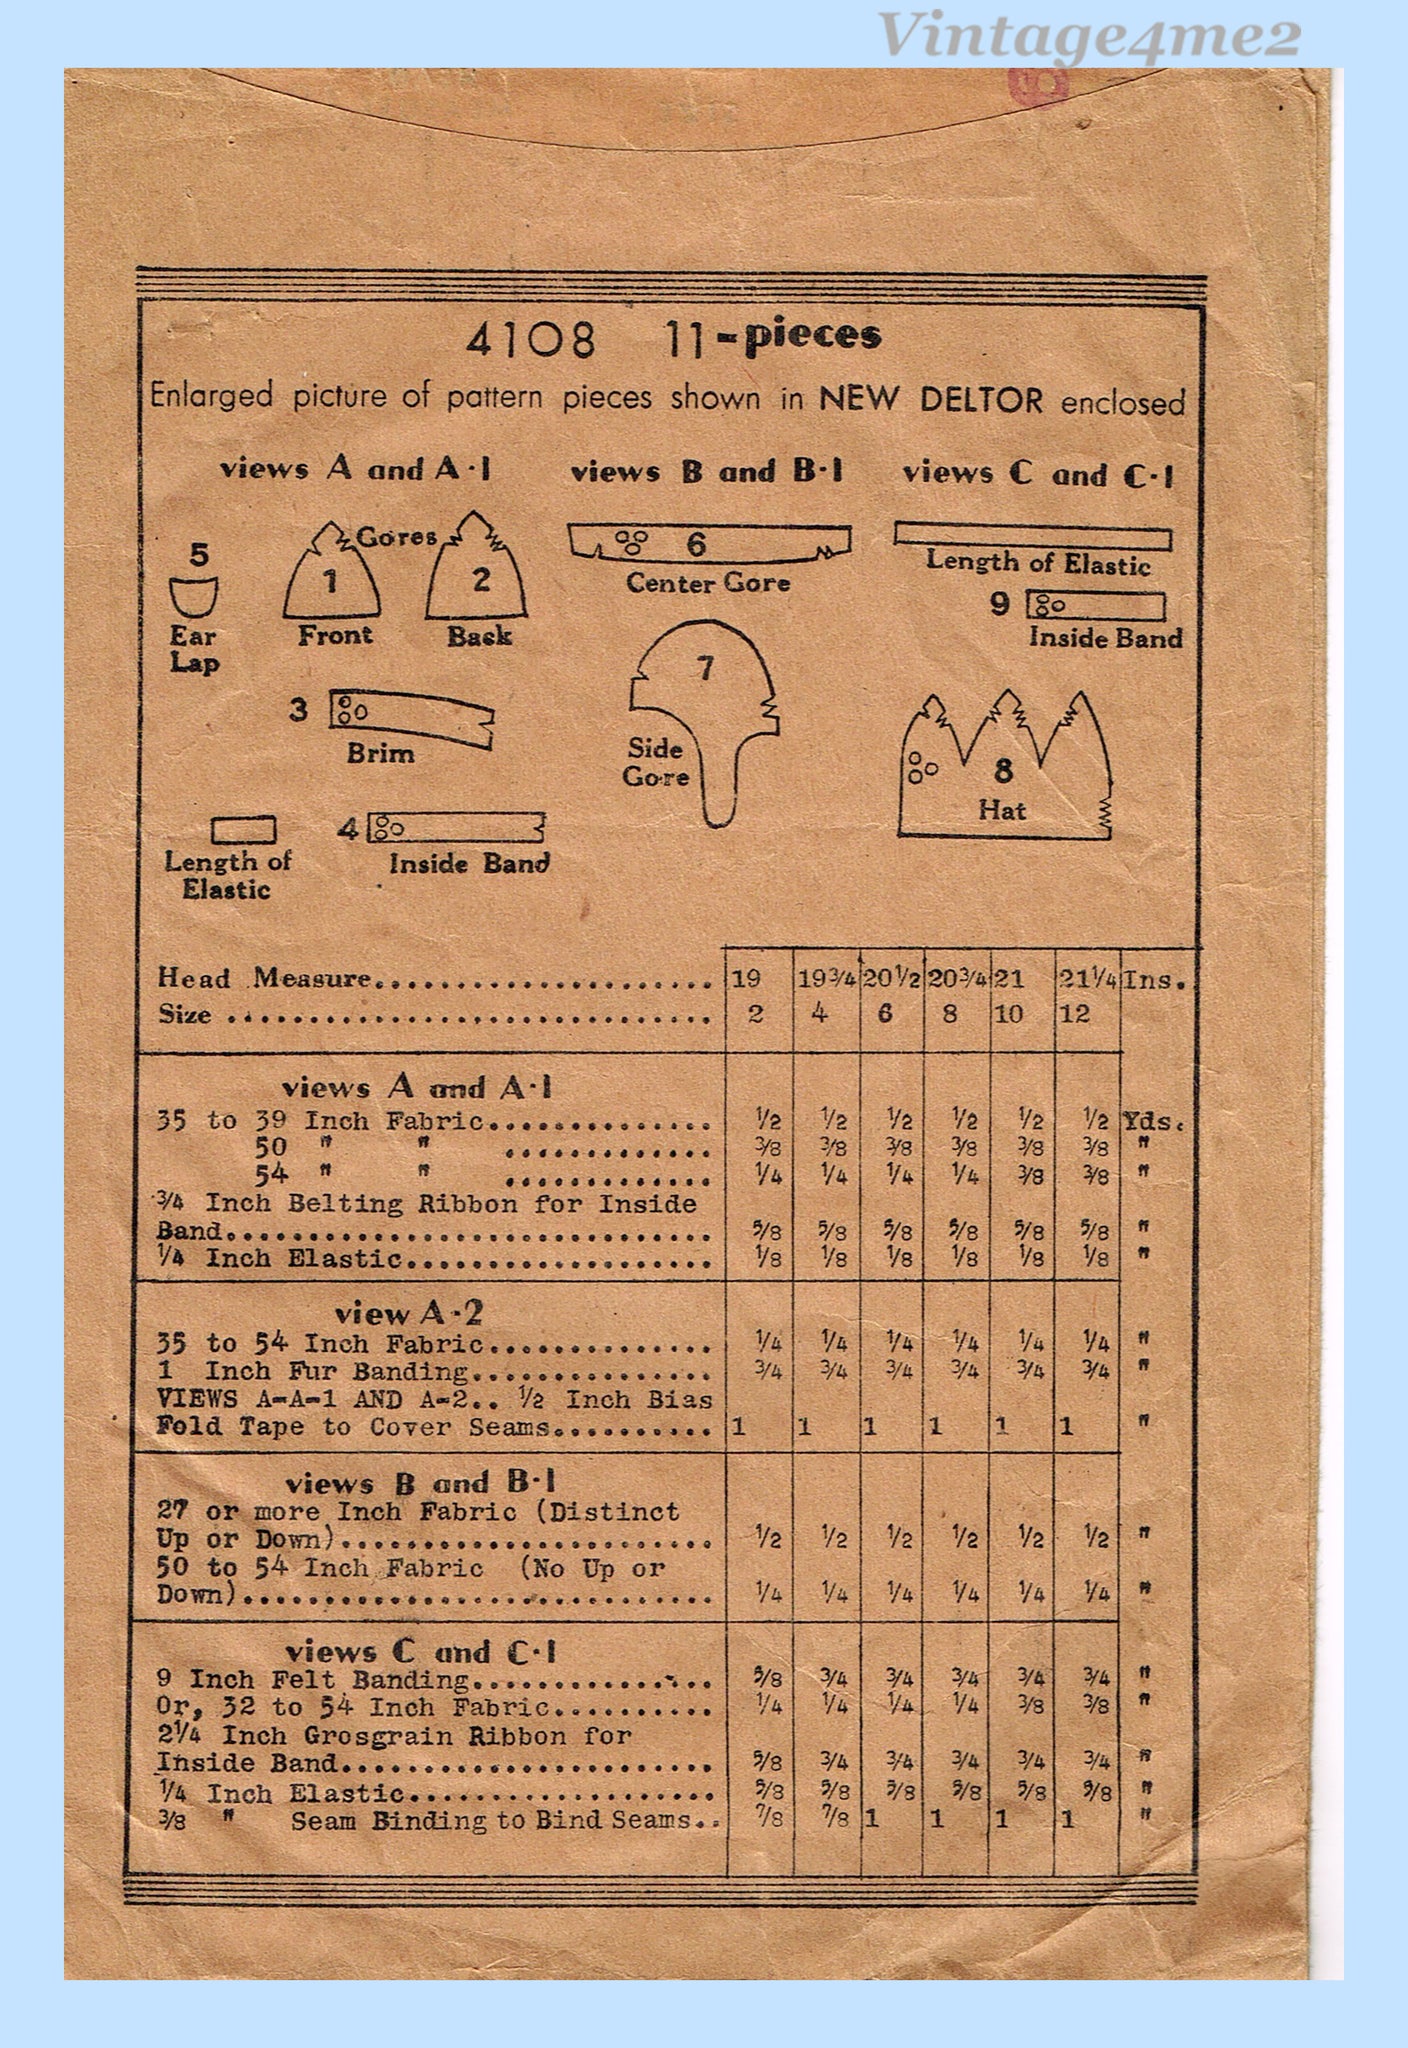 Vintage4me2
10
4108 11-pieces
Enlarged picture of pattern pieces shown in NEW DELTOR enclosed
views A and A-1
5
Ear
Lap
Gores
1
Front
2
Back
3
Brim
Length of
Elastic
4
Inside Band
views B and B-1
6
Center Gore
7
Side
Gore
views C and C-1
Length of Elastic
9
Inside Band
8
Hat
Head Measure..................... 19 19¾ 20½ 20¾ 21 21¼ Ins.
Size .............................. 2 4 6 8 10 12
views A and A-1
35 to 39 Inch Fabric.............. ½ ½ ½ ½ ½ ½ Yds.
50 " " ............. ⅜ ⅜ ⅜ ⅜ ⅜ ⅜ "
54 " " ............. ¼ ¼ ¼ ¼ ⅜ ⅜ "
¾ Inch Belting Ribbon for Inside
Band.............................. ⅝ ⅝ ⅝ ⅝ ⅝ ⅝ "
¼ Inch Elastic................... ⅛ ⅛ ⅛ ⅛ ⅛ ⅛ "
view A-2
35 to 54 Inch Fabric.............. ¼ ¼ ¼ ¼ ¼ ¼ "
1 Inch Fur Banding............... ¾ ¾ ¾ ¾ ¾ ¾ "
VIEWS A-A-1 AND A-2.. ½ Inch Bias
Fold Tape to Cover Seams.......... 1 1 1 1 1 1 "
views B and B-1
27 or more Inch Fabric (Distinct
Up or Down)....................... ½ ½ ½ ½ ½ ½ "
50 to 54 Inch Fabric (No Up or
Down)............................. ¼ ¼ ¼ ¼ ¼ ¼ "
views C and C-1
9 Inch Felt Banding............... ⅝ ¾ ¾ ¾ ¾ ¾ "
Or, 32 to 54 Inch Fabric.......... ¼ ¼ ¼ ¼ ⅜ ⅜ "
2¼ Inch Grosgrain Ribbon for
Inside Band....................... ⅝ ¾ ¾ ¾ ¾ ¾ "
¼ Inch Elastic................... ⅝ ⅝ ⅝ ⅝ ⅝ ⅝ "
⅜ " Seam Binding to Bind Seams.. ⅞ ⅞ 1 1 1 1 "